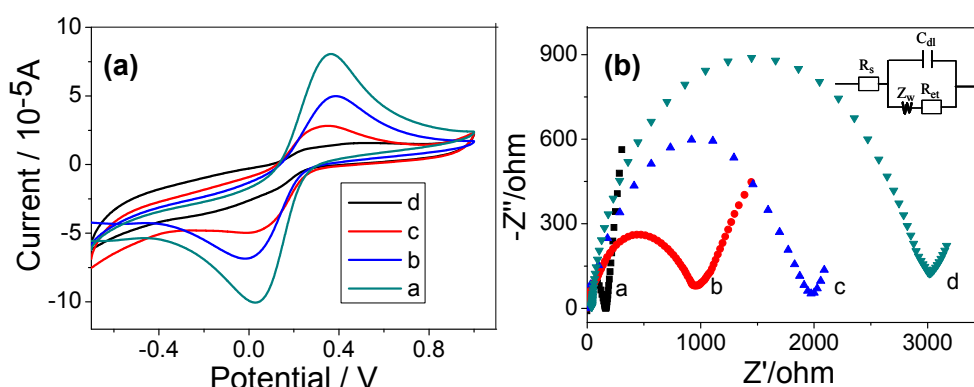 (a)
Current / 10⁻⁵A
10
5
0
-5
-10
d
c
b
a
-0.4
0.0
0.4
0.8
Potential / V
(b)
-Z''/ohm
900
600
300
0
Rs
Cdl
Zw
Ret
a
b
c
d
0
1000
2000
3000
Z'/ohm